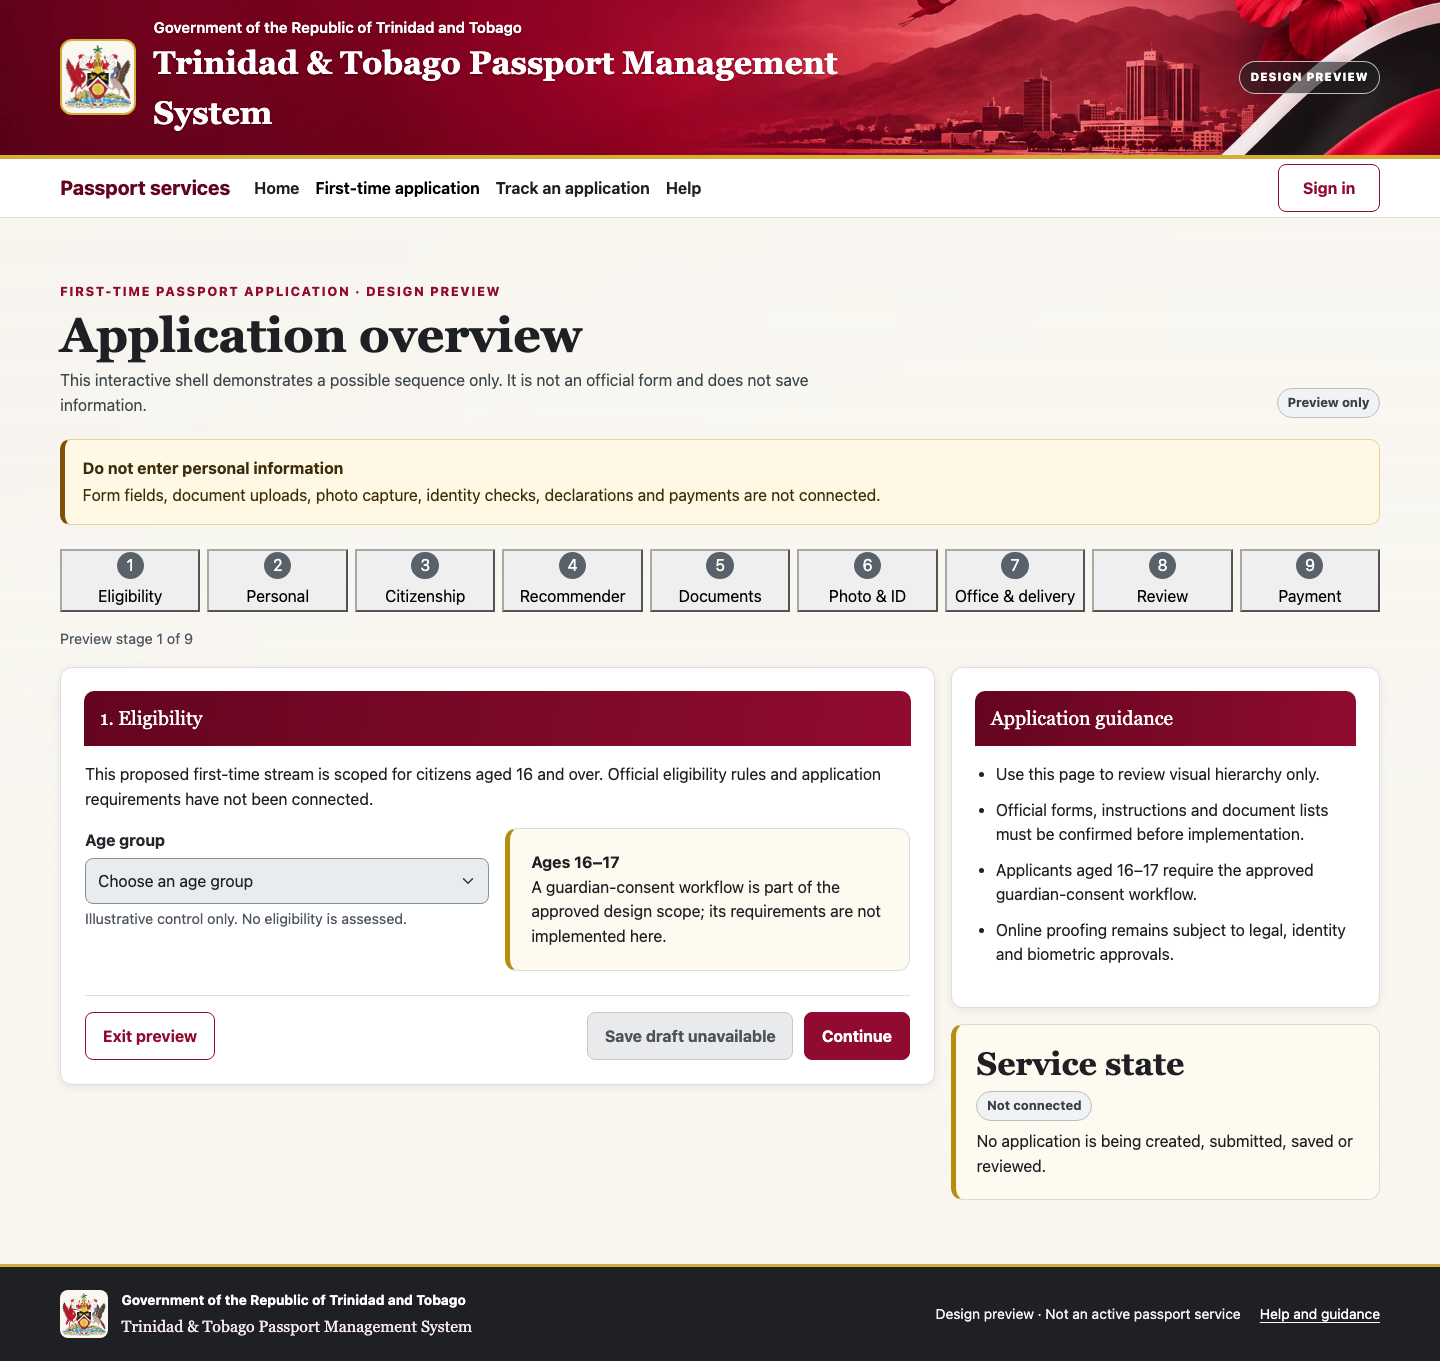 Government of the Republic of Trinidad and Tobago
Trinidad & Tobago Passport Management
System
DESIGN PREVIEW
Passport services
Home
First-time application
Track an application
Help
Sign in
FIRST-TIME PASSPORT APPLICATION · DESIGN PREVIEW
Application overview
This interactive shell demonstrates a possible sequence only. It is not an official form and does not save
information.
Preview only
Do not enter personal information
Form fields, document uploads, photo capture, identity checks, declarations and payments are not connected.
1
Eligibility
2
Personal
3
Citizenship
4
Recommender
5
Documents
6
Photo & ID
7
Office & delivery
8
Review
9
Payment
Preview stage 1 of 9
1. Eligibility
This proposed first-time stream is scoped for citizens aged 16 and over. Official eligibility rules and application
requirements have not been connected.
Age group
Choose an age group
Illustrative control only. No eligibility is assessed.
Ages 16–17
A guardian-consent workflow is part of the
approved design scope; its requirements are not
implemented here.
Exit preview
Save draft unavailable
Continue
Application guidance
• Use this page to review visual hierarchy only.
• Official forms, instructions and document lists
must be confirmed before implementation.
• Applicants aged 16–17 require the approved
guardian-consent workflow.
• Online proofing remains subject to legal, identity
and biometric approvals.
Service state
Not connected
No application is being created, submitted, saved or
reviewed.
Government of the Republic of Trinidad and Tobago
Trinidad & Tobago Passport Management System
Design preview · Not an active passport service
Help and guidance